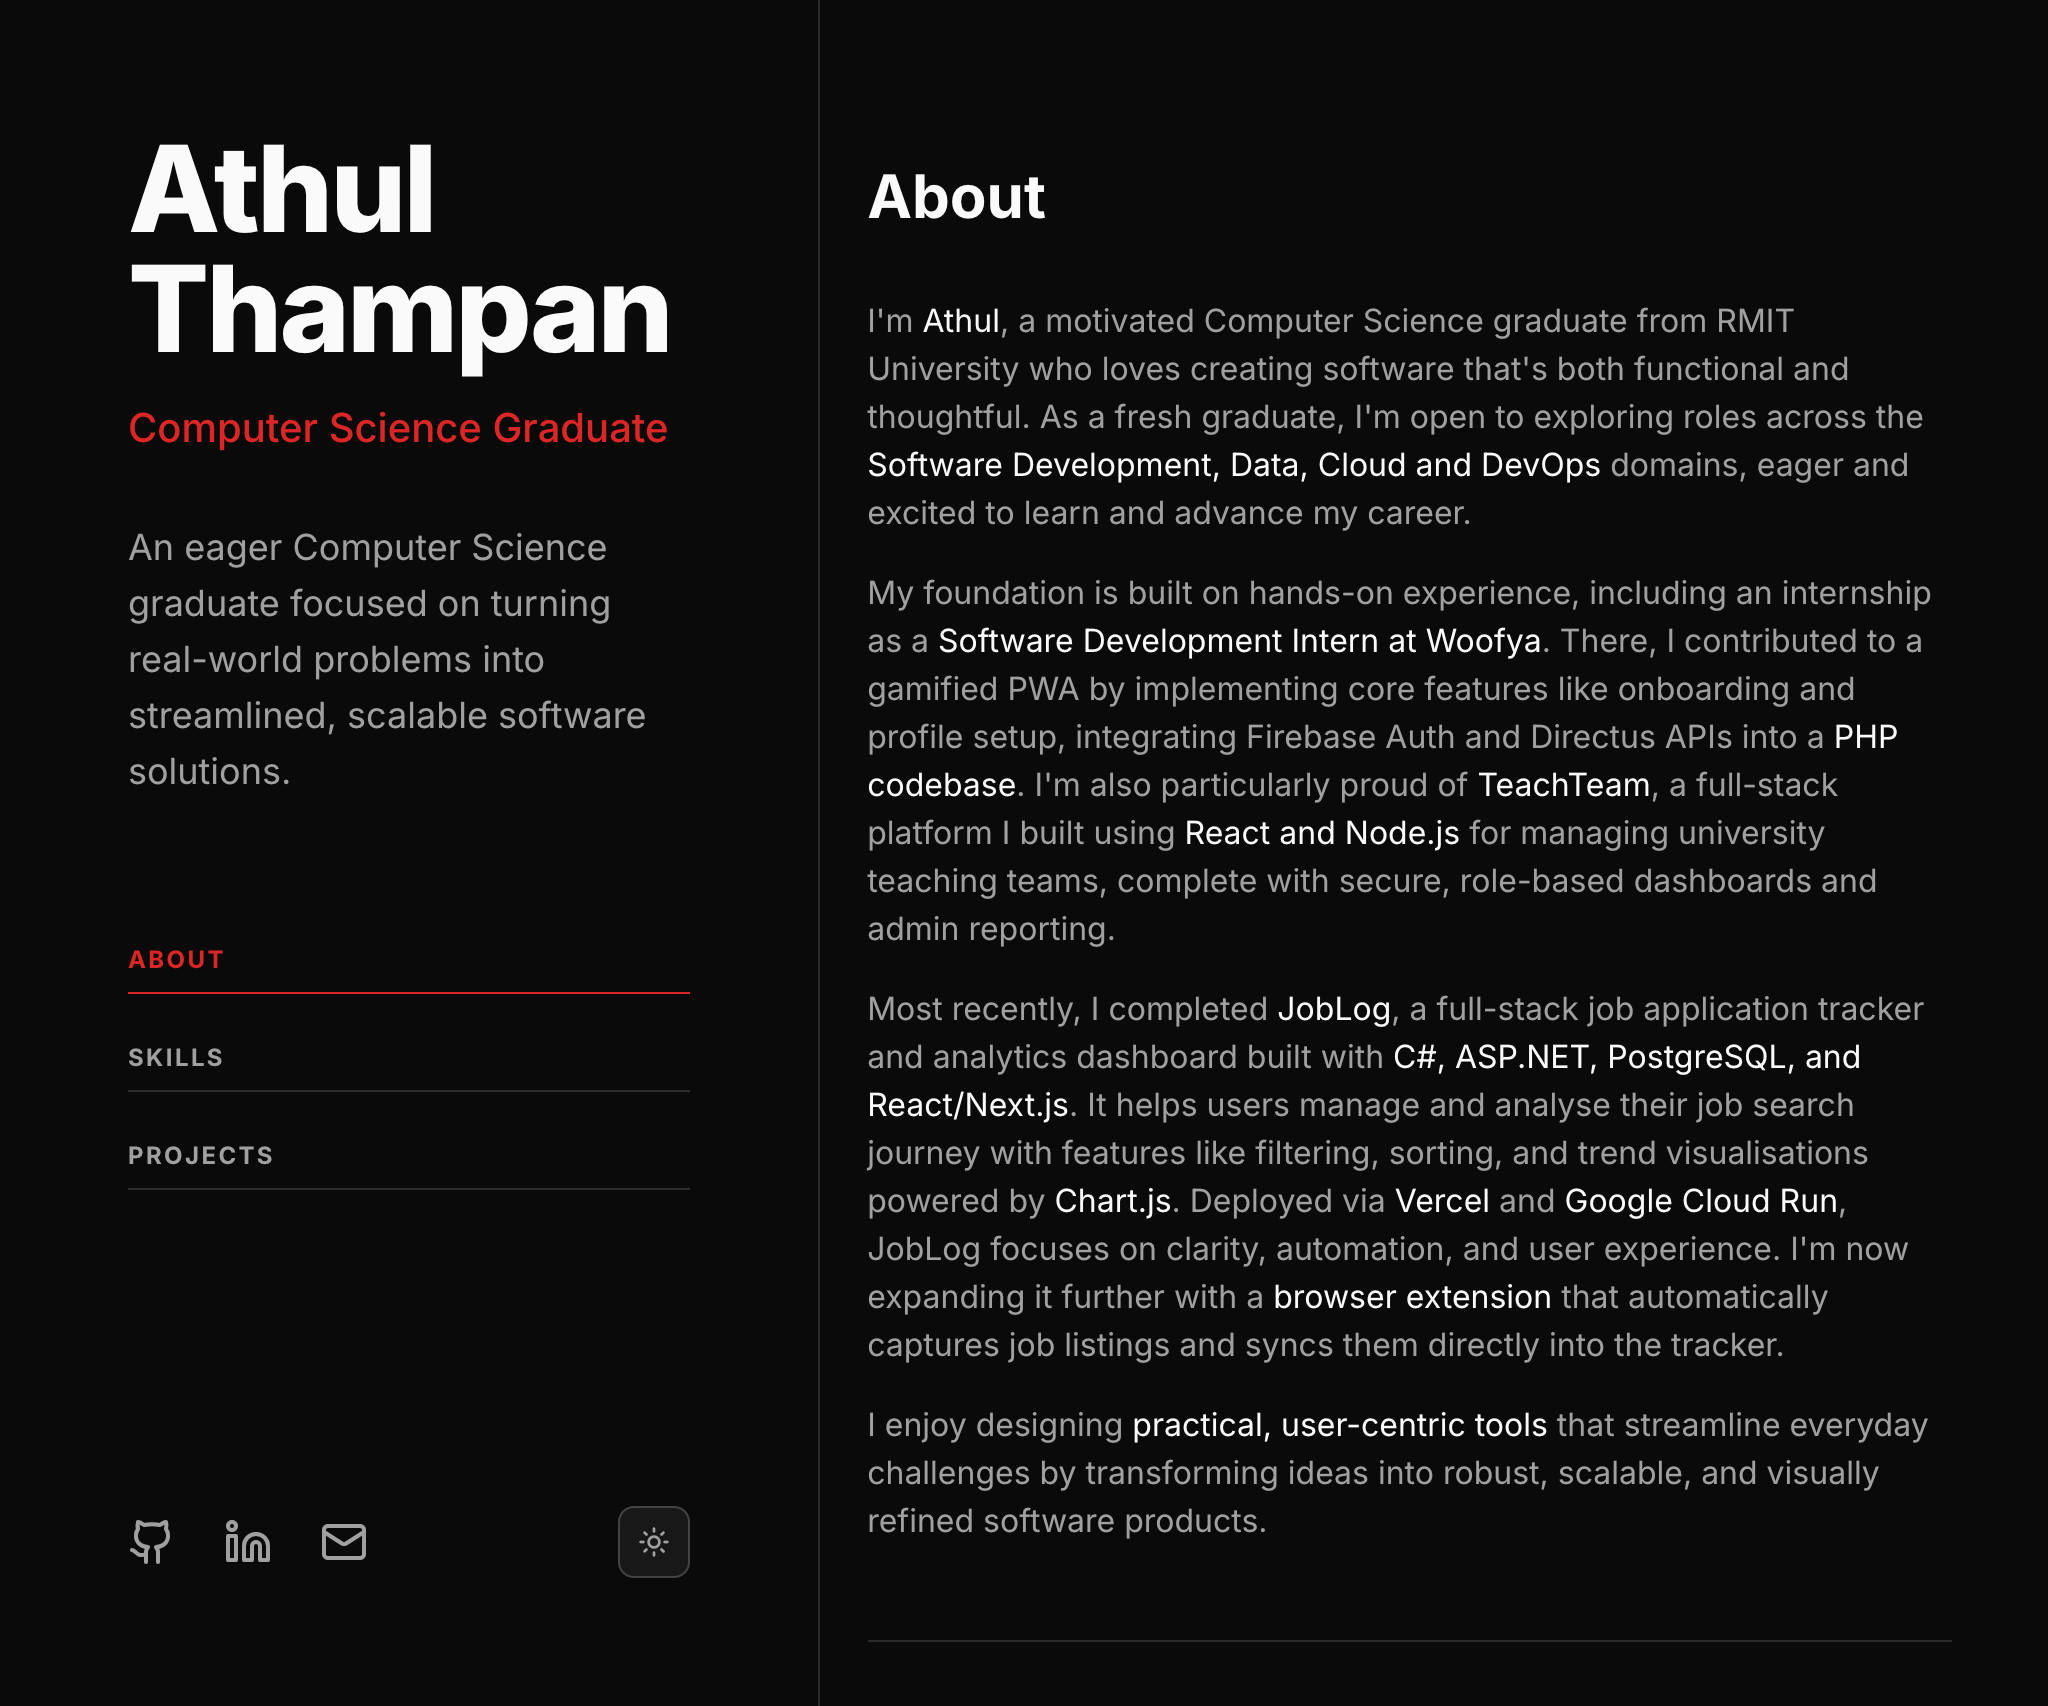 Athul
Thampan
Computer Science Graduate
An eager Computer Science
graduate focused on turning
real-world problems into
streamlined, scalable software
solutions.
ABOUT
SKILLS
PROJECTS
About
I'm Athul, a motivated Computer Science graduate from RMIT
University who loves creating software that's both functional and
thoughtful. As a fresh graduate, I'm open to exploring roles across the
Software Development, Data, Cloud and DevOps domains, eager and
excited to learn and advance my career.
My foundation is built on hands-on experience, including an internship
as a Software Development Intern at Woofya. There, I contributed to a
gamified PWA by implementing core features like onboarding and
profile setup, integrating Firebase Auth and Directus APIs into a PHP
codebase. I'm also particularly proud of TeachTeam, a full-stack
platform I built using React and Node.js for managing university
teaching teams, complete with secure, role-based dashboards and
admin reporting.
Most recently, I completed JobLog, a full-stack job application tracker
and analytics dashboard built with C#, ASP.NET, PostgreSQL, and
React/Next.js. It helps users manage and analyse their job search
journey with features like filtering, sorting, and trend visualisations
powered by Chart.js. Deployed via Vercel and Google Cloud Run,
JobLog focuses on clarity, automation, and user experience. I'm now
expanding it further with a browser extension that automatically
captures job listings and syncs them directly into the tracker.
I enjoy designing practical, user-centric tools that streamline everyday
challenges by transforming ideas into robust, scalable, and visually
refined software products.